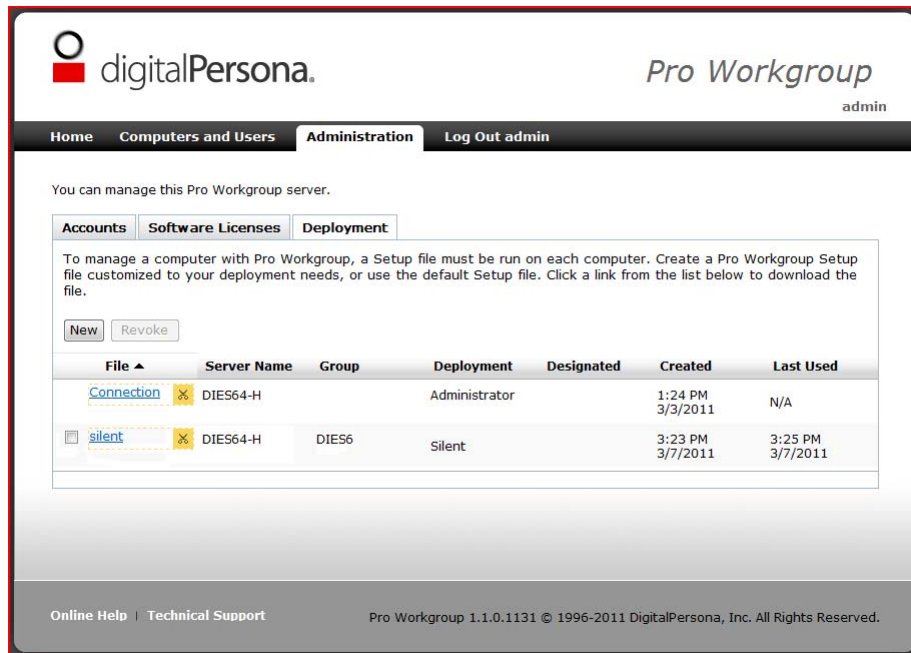 digitalPersona.
Pro Workgroup
admin
Home Computers and Users Administration Log Out admin
You can manage this Pro Workgroup server.
Accounts Software Licenses Deployment
To manage a computer with Pro Workgroup, a Setup file must be run on each computer. Create a Pro Workgroup Setup
file customized to your deployment needs, or use the default Setup file. Click a link from the list below to download the
file.
New Revoke
File Server Name Group Deployment Designated Created Last Used
Connection DIES64-H Administrator 1:24 PM 3/3/2011 N/A
silent DIES64-H DIES6 Silent 3:23 PM 3/7/2011 3:25 PM 3/7/2011
Online Help | Technical Support Pro Workgroup 1.1.0.1131 © 1996-2011 DigitalPersona, Inc. All Rights Reserved.